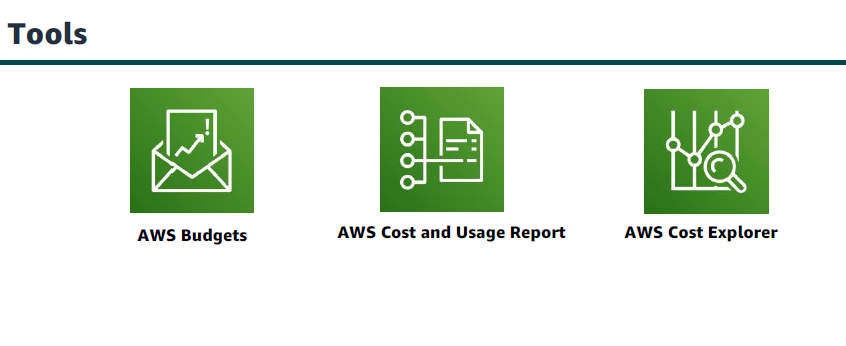 Tools
AWS Budgets
AWS Cost and Usage Report
AWS Cost Explorer